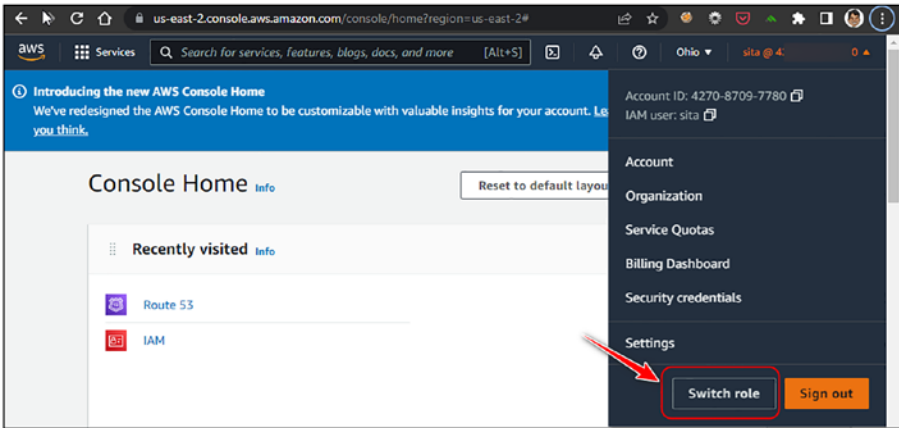 us-east-2.console.aws.amazon.com/console/home?region=us-east-2#
aws
Services
Search for services, features, blogs, docs, and more [Alt+S]
Ohio
sita @ 4
0
Introducing the new AWS Console Home
We've redesigned the AWS Console Home to be customizable with valuable insights for your account. Le
you think.
Account ID: 4270-8709-7780
IAM user: sita
Account
Organization
Service Quotas
Billing Dashboard
Security credentials
Settings
Switch role
Sign out
Console Home Info
Reset to default layou
Recently visited Info
Route 53
IAM